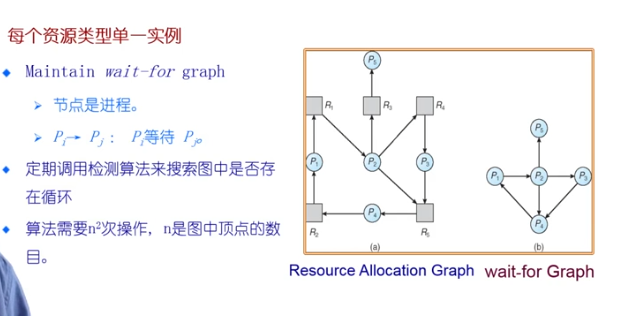 每个资源类型单一实例
Maintain wait-for graph
节点是进程。
Pi→ Pj： Pi等待 Pj。
定期调用检测算法来搜索图中是否存
在循环
算法需要n²次操作，n是图中顶点的数
目。
P5
R1
R3
R4
P1
P2
P3
P4
R2
R5
(a)
P5
P1
P2
P3
P4
(b)
Resource Allocation Graph
wait-for Graph